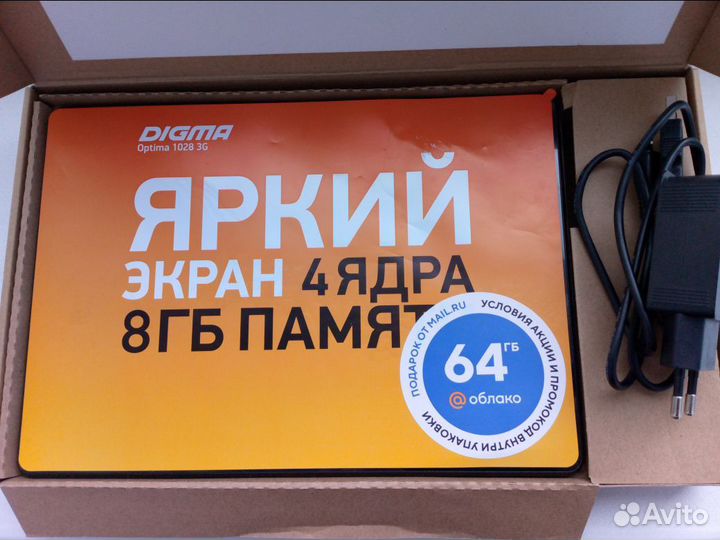 DIGMA
Optima 1028 3G
ЯРКИЙ
ЭКРАН 4 ЯДРА
8 ГБ ПАМЯТ
ПОДАРОК ОТ MAIL.RU
УСЛОВИЯ АКЦИИ И ПРОМОКОД ВНУТРИ УПАКОВКИ
64 ГБ
@ облако
Avito